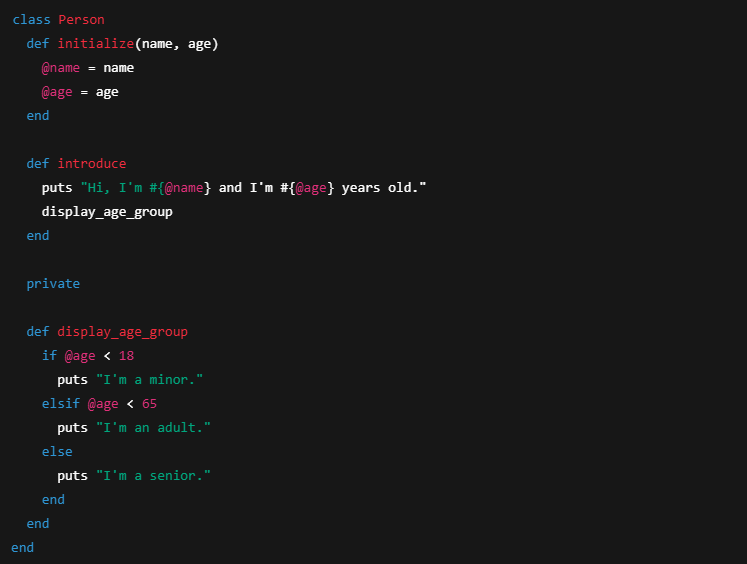 class Person
  def initialize(name, age)
    @name = name
    @age = age
  end

  def introduce
    puts "Hi, I'm #{@name} and I'm #{@age} years old."
    display_age_group
  end

  private

  def display_age_group
    if @age < 18
      puts "I'm a minor."
    elsif @age < 65
      puts "I'm an adult."
    else
      puts "I'm a senior."
    end
  end
end